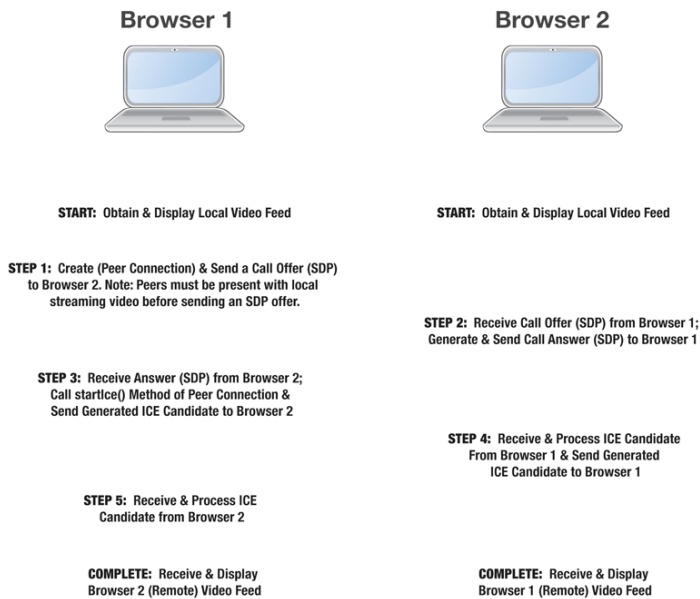 Browser 1
Browser 2
START: Obtain & Display Local Video Feed
START: Obtain & Display Local Video Feed
STEP 1: Create (Peer Connection) & Send a Call Offer (SDP)
to Browser 2. Note: Peers must be present with local
streaming video before sending an SDP offer.
STEP 2: Receive Call Offer (SDP) from Browser 1;
Generate & Send Call Answer (SDP) to Browser 1
STEP 3: Receive Answer (SDP) from Browser 2;
Call startIce() Method of Peer Connection &
Send Generated ICE Candidate to Browser 2
STEP 4: Receive & Process ICE Candidate
From Browser 1 & Send Generated
ICE Candidate to Browser 1
STEP 5: Receive & Process ICE
Candidate from Browser 2
COMPLETE: Receive & Display
Browser 2 (Remote) Video Feed
COMPLETE: Receive & Display
Browser 1 (Remote) Video Feed